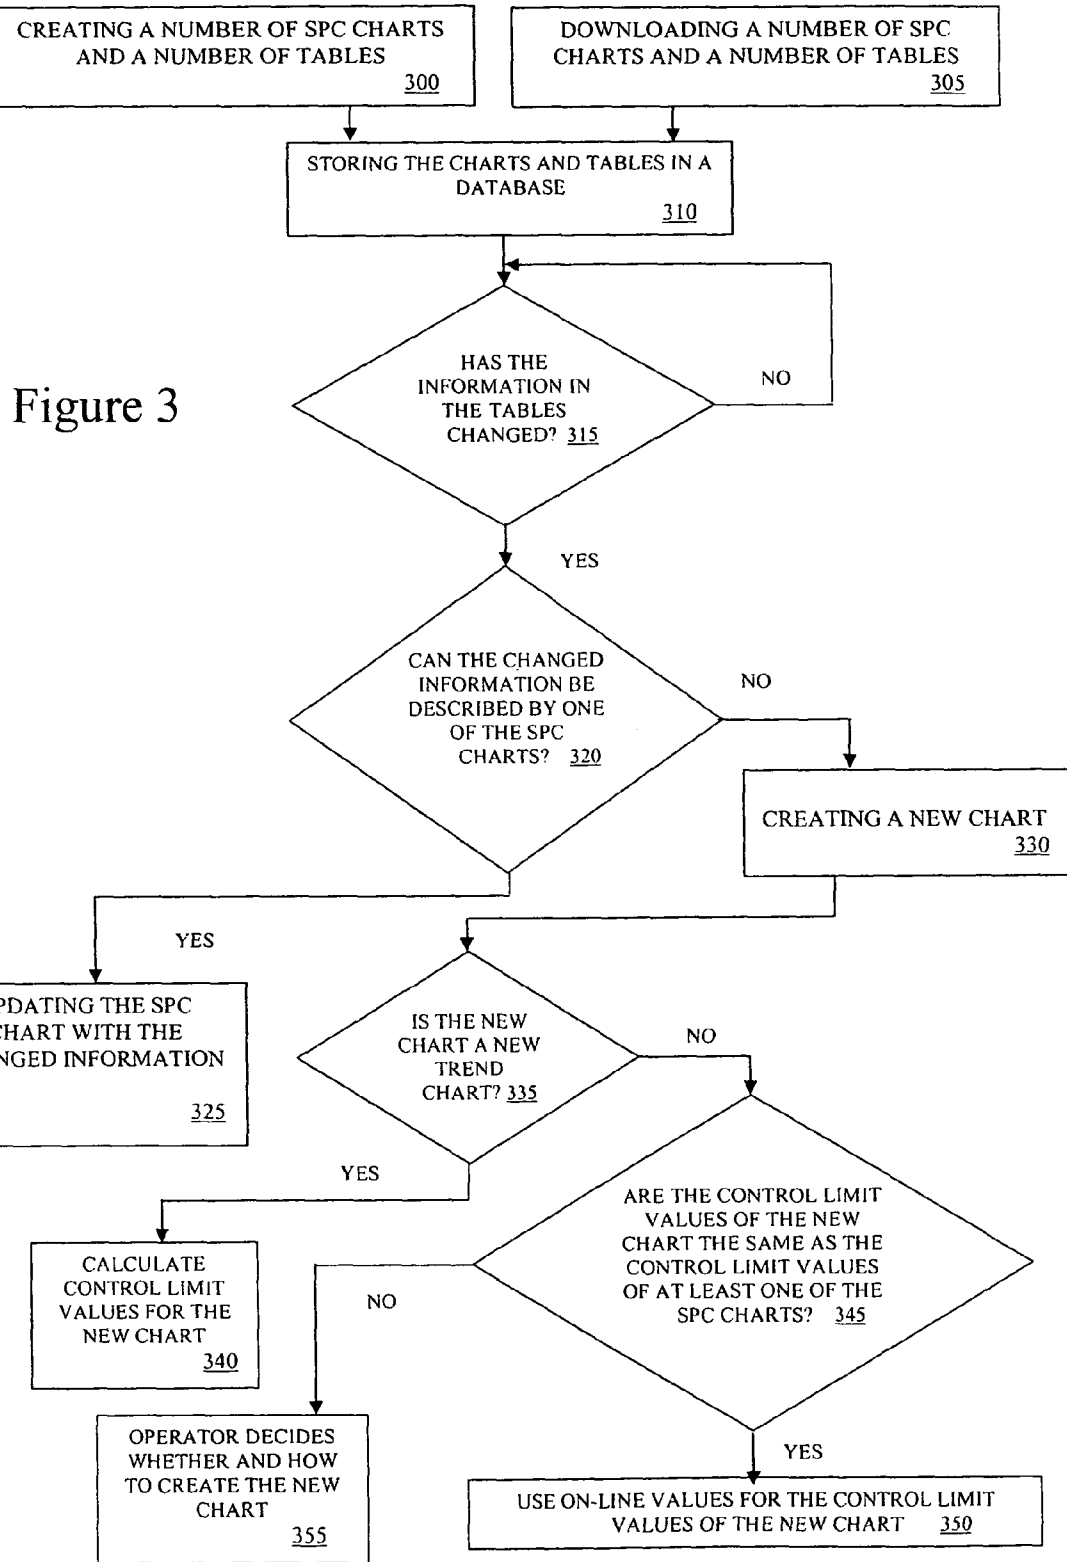 CREATING A NUMBER OF SPC CHARTS
AND A NUMBER OF TABLES
300
DOWNLOADING A NUMBER OF SPC
CHARTS AND A NUMBER OF TABLES
305
STORING THE CHARTS AND TABLES IN A
DATABASE
310
Figure 3
HAS THE
INFORMATION IN
THE TABLES
CHANGED? 315
NO
YES
CAN THE CHANGED
INFORMATION BE
DESCRIBED BY ONE
OF THE SPC
CHARTS? 320
NO
CREATING A NEW CHART
330
YES
PDATING THE SPC
HART WITH THE
NGED INFORMATION
325
IS THE NEW
CHART A NEW
TREND
CHART? 335
NO
YES
CALCULATE
CONTROL LIMIT
VALUES FOR THE
NEW CHART
340
ARE THE CONTROL LIMIT
VALUES OF THE NEW
CHART THE SAME AS THE
CONTROL LIMIT VALUES
OF AT LEAST ONE OF THE
SPC CHARTS? 345
NO
OPERATOR DECIDES
WHETHER AND HOW
TO CREATE THE NEW
CHART
355
YES
USE ON-LINE VALUES FOR THE CONTROL LIMIT
VALUES OF THE NEW CHART 350